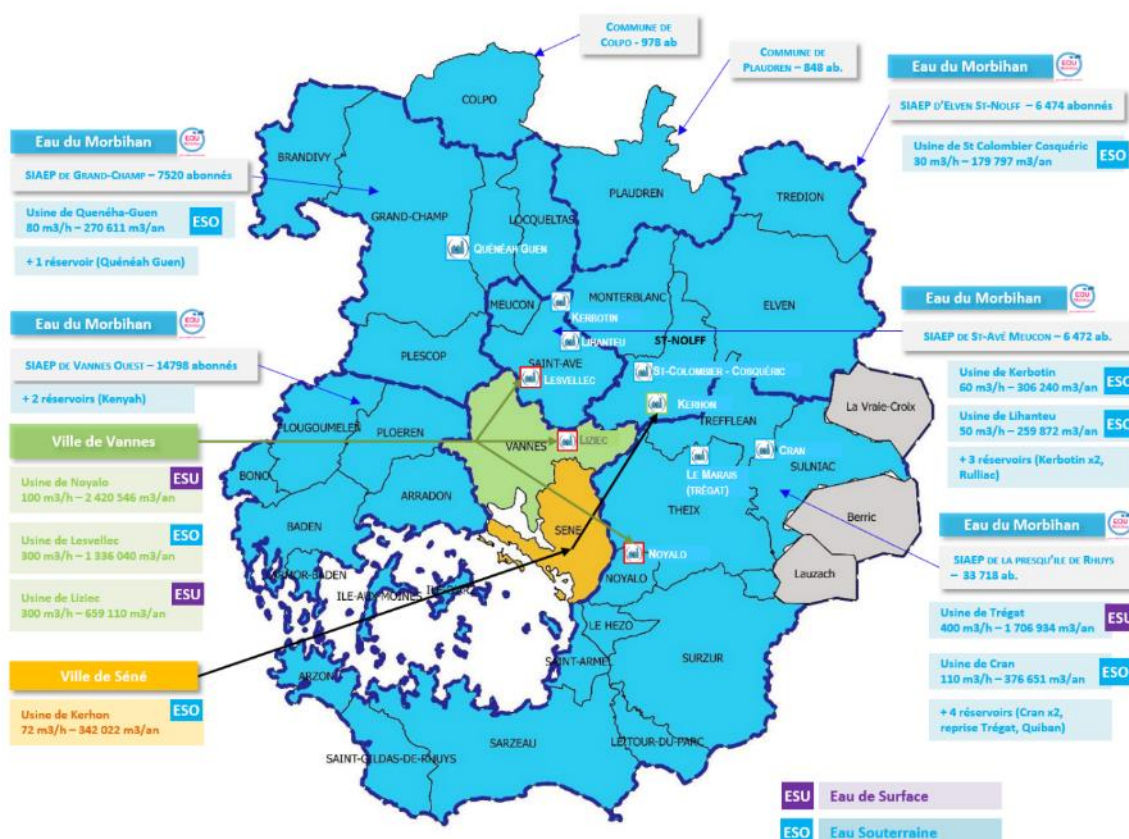 COMMUNE DE
COLPO - 978 ab
COMMUNE DE
PLAUDREN – 848 ab.
Eau du Morbihan
SIAEP D'ELVEN ST-NOLFF – 6 474 abonnés
Usine de St Colombier Cosquéric
30 m3/h – 179 797 m3/an
ESO
Eau du Morbihan
SIAEP DE GRAND-CHAMP – 7520 abonnés
Usine de Quenéha-Guen
80 m3/h – 270 611 m3/an
ESO
+ 1 réservoir (Quénéah Guen)
Eau du Morbihan
SIAEP DE VANNES OUEST – 14798 abonnés
+ 2 réservoirs (Kenyah)
Ville de Vannes
Usine de Noyalo
100 m3/h – 2 420 546 m3/an
ESU
Usine de Lesvellec
300 m3/h – 1 336 040 m3/an
ESO
Usine de Liziec
300 m3/h – 659 110 m3/an
ESU
Ville de Séné
Usine de Kerhon
72 m3/h – 342 022 m3/an
ESO
COLPO
BRANDIVY
GRAND-CHAMP
LOCQUELTAS
PLAUDREN
TREDION
QUÉNÉAH GUEN
MEUCON
MONTERBLANC
ELVEN
KERBOTIN
LIHANTEU
PLESCOP
SAINT-AVE
ST-NOLFF
LESVELLEC
ST-COLOMBIER - COSQUÉRIC
KERHON
La Vraie-Croix
TREFFLEAN
PLOUGOUMELEN
PLOEREN
VANNES
LIZIEC
CRAN
SULNIAC
LE MARAIS
(TRÉGAT)
BONO
ARRADON
THEIX
BADEN
SENE
Berric
NOYALO
NOYALO
Lauzach
ILE-AUX-MOINES
LE HEZO
SURZUR
SAINT-ARMEL
ARZON
SARZEAU
LE TOUR-DU-PARC
SAINT-GILDAS-DE-RHUYS
Eau du Morbihan
SIAEP DE ST-AVÉ MEUCON – 6 472 ab.
Usine de Kerbotin
60 m3/h – 306 240 m3/an
ESO
Usine de Lihanteu
50 m3/h – 259 872 m3/an
ESO
+ 3 réservoirs (Kerbotin x2,
Rulliac)
Eau du Morbihan
SIAEP DE LA PRESQU'ILE DE RHUYS
– 33 718 ab.
Usine de Trégat
400 m3/h – 1 706 934 m3/an
ESU
Usine de Cran
110 m3/h – 376 651 m3/an
ESO
+ 4 réservoirs (Cran x2,
reprise Trégat, Quiban)
ESU Eau de Surface
ESO Eau Souterraine